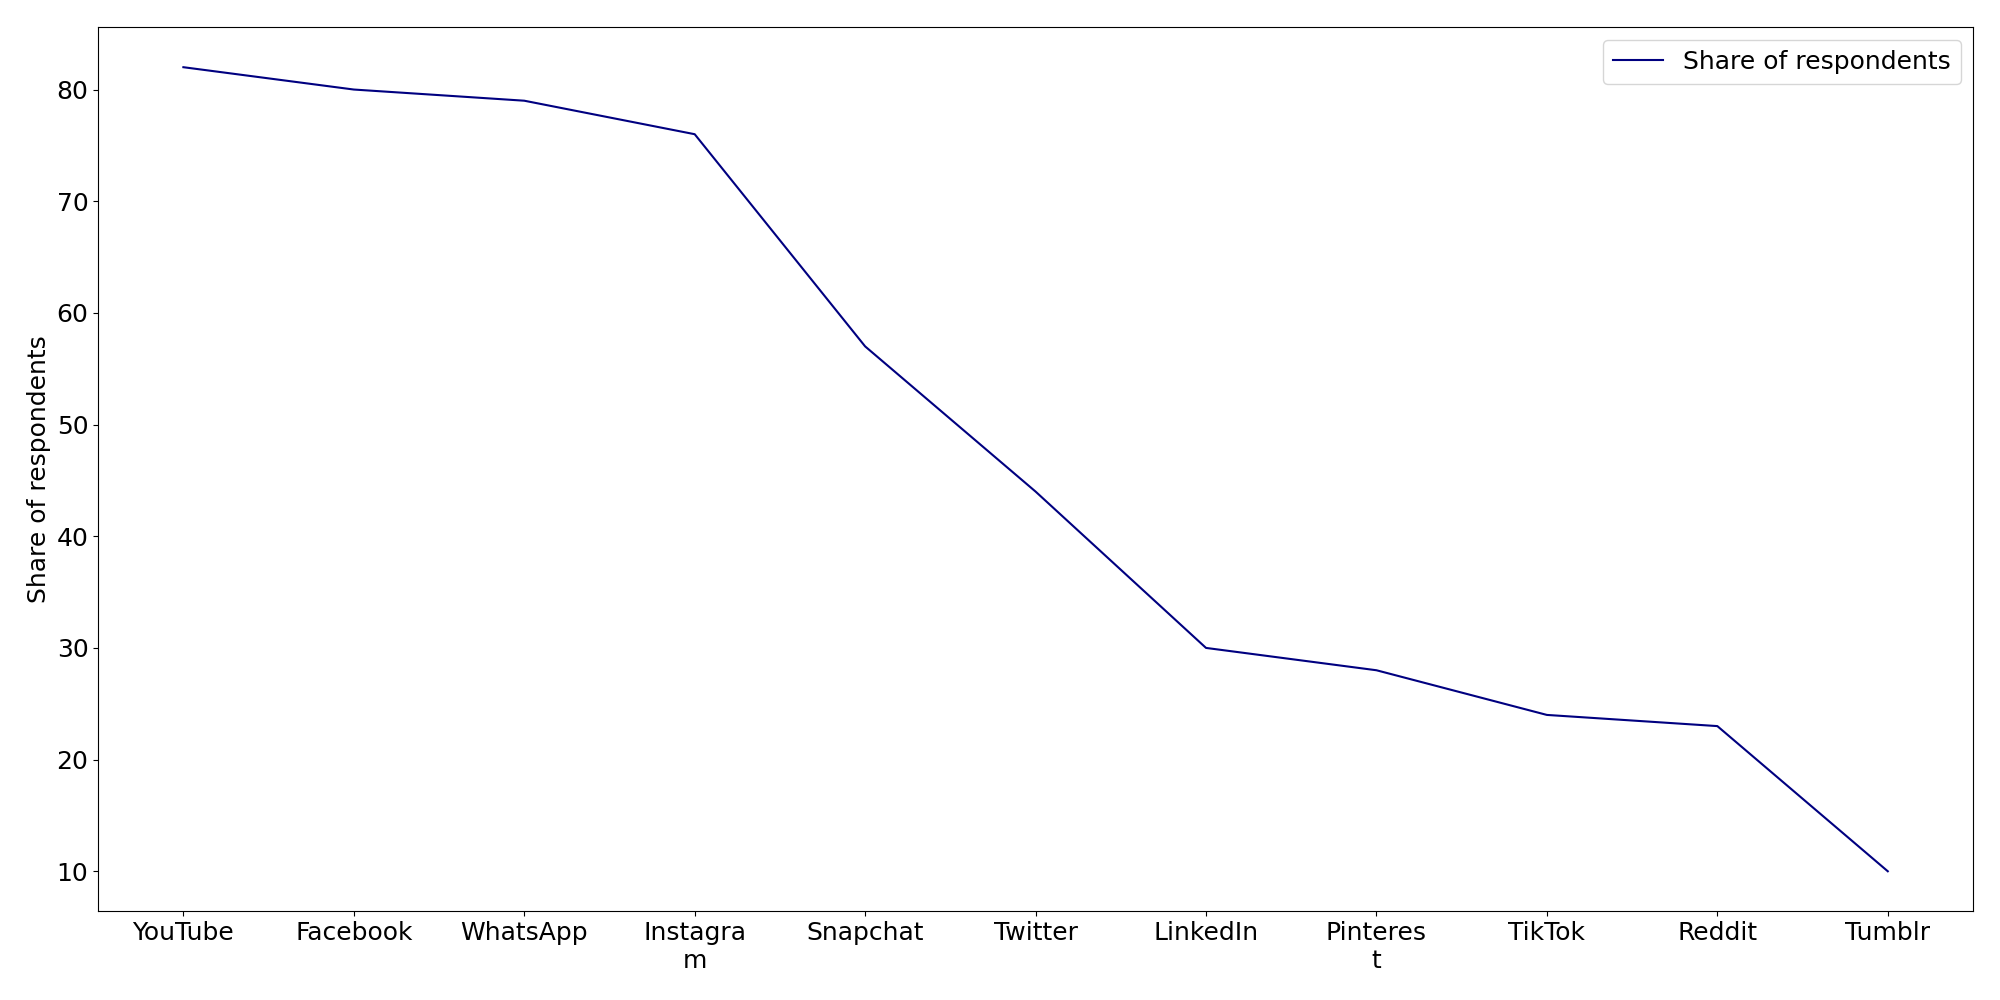 Share of respondents
80
70
60
50
40
30
20
10
Share of respondents
YouTube
Facebook
WhatsApp
Instagra
m
Snapchat
Twitter
LinkedIn
Pinteres
t
TikTok
Reddit
Tumblr